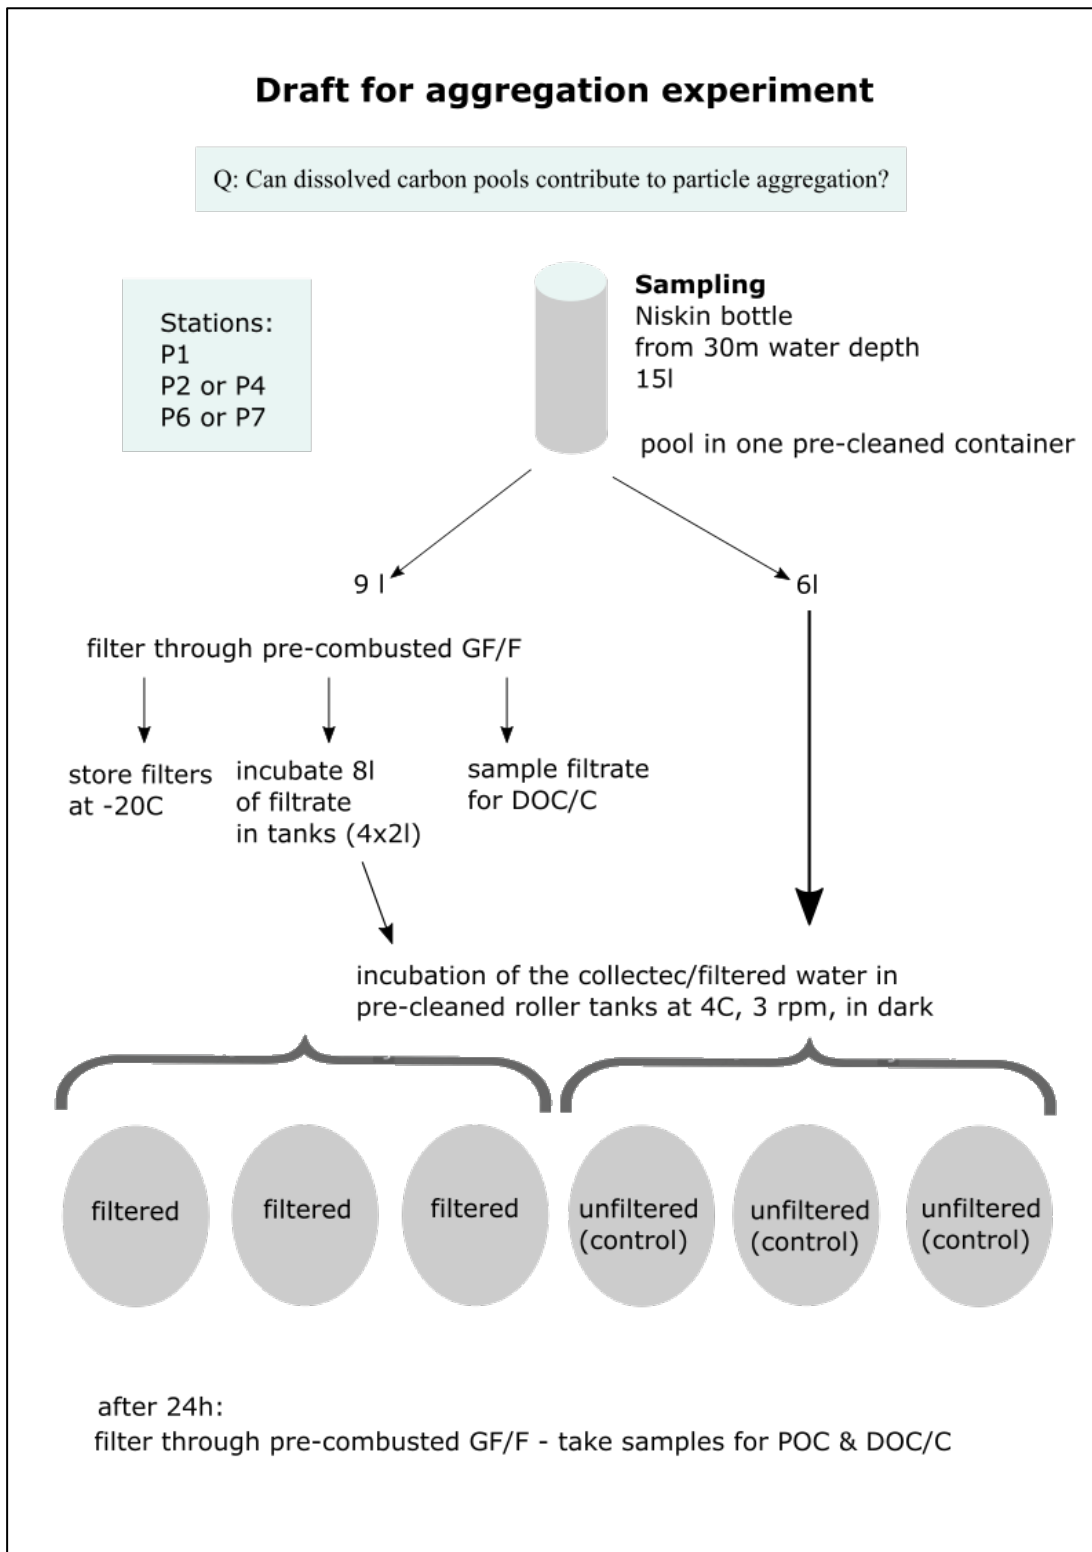 Draft for aggregation experiment
Q: Can dissolved carbon pools contribute to particle aggregation?
Stations:
P1
P2 or P4
P6 or P7
Sampling
Niskin bottle
from 30m water depth
15l
pool in one pre-cleaned container
9 l
6l
filter through pre-combusted GF/F
store filters
at -20C
incubate 8l
of filtrate
in tanks (4x2l)
sample filtrate
for DOC/C
incubation of the collectec/filtered water in
pre-cleaned roller tanks at 4C, 3 rpm, in dark
filtered
filtered
filtered
unfiltered
(control)
unfiltered
(control)
unfiltered
(control)
after 24h:
filter through pre-combusted GF/F - take samples for POC & DOC/C